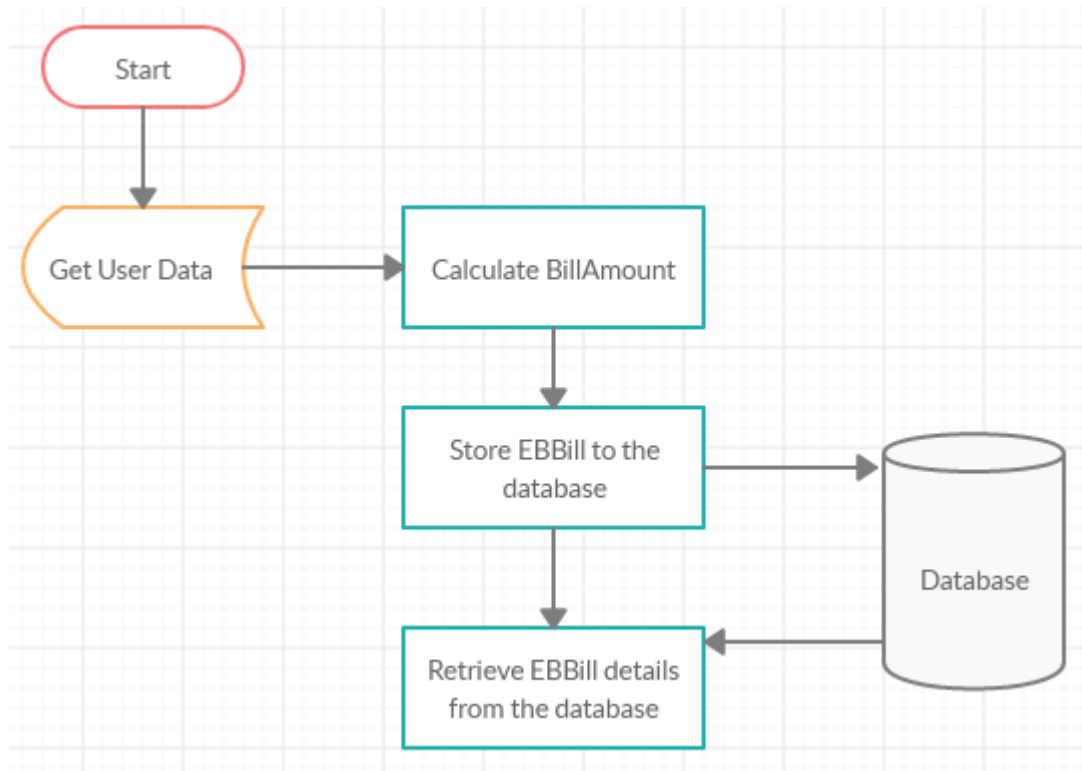 Start
Get User Data
Calculate BillAmount
Store EBBill to the
database
Database
Retrieve EBBill details
from the database